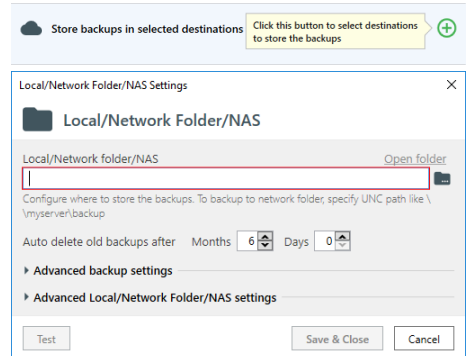 Store backups in selected destinations
Click this button to select destinations
to store the backups
Local/Network Folder/NAS Settings
Local/Network Folder/NAS
Local/Network folder/NAS
Open folder
Configure where to store the backups. To backup to network folder, specify UNC path like \
\myserver\backup
Auto delete old backups after Months 6 Days 0
Advanced backup settings
Advanced Local/Network Folder/NAS settings
Test Save & Close Cancel